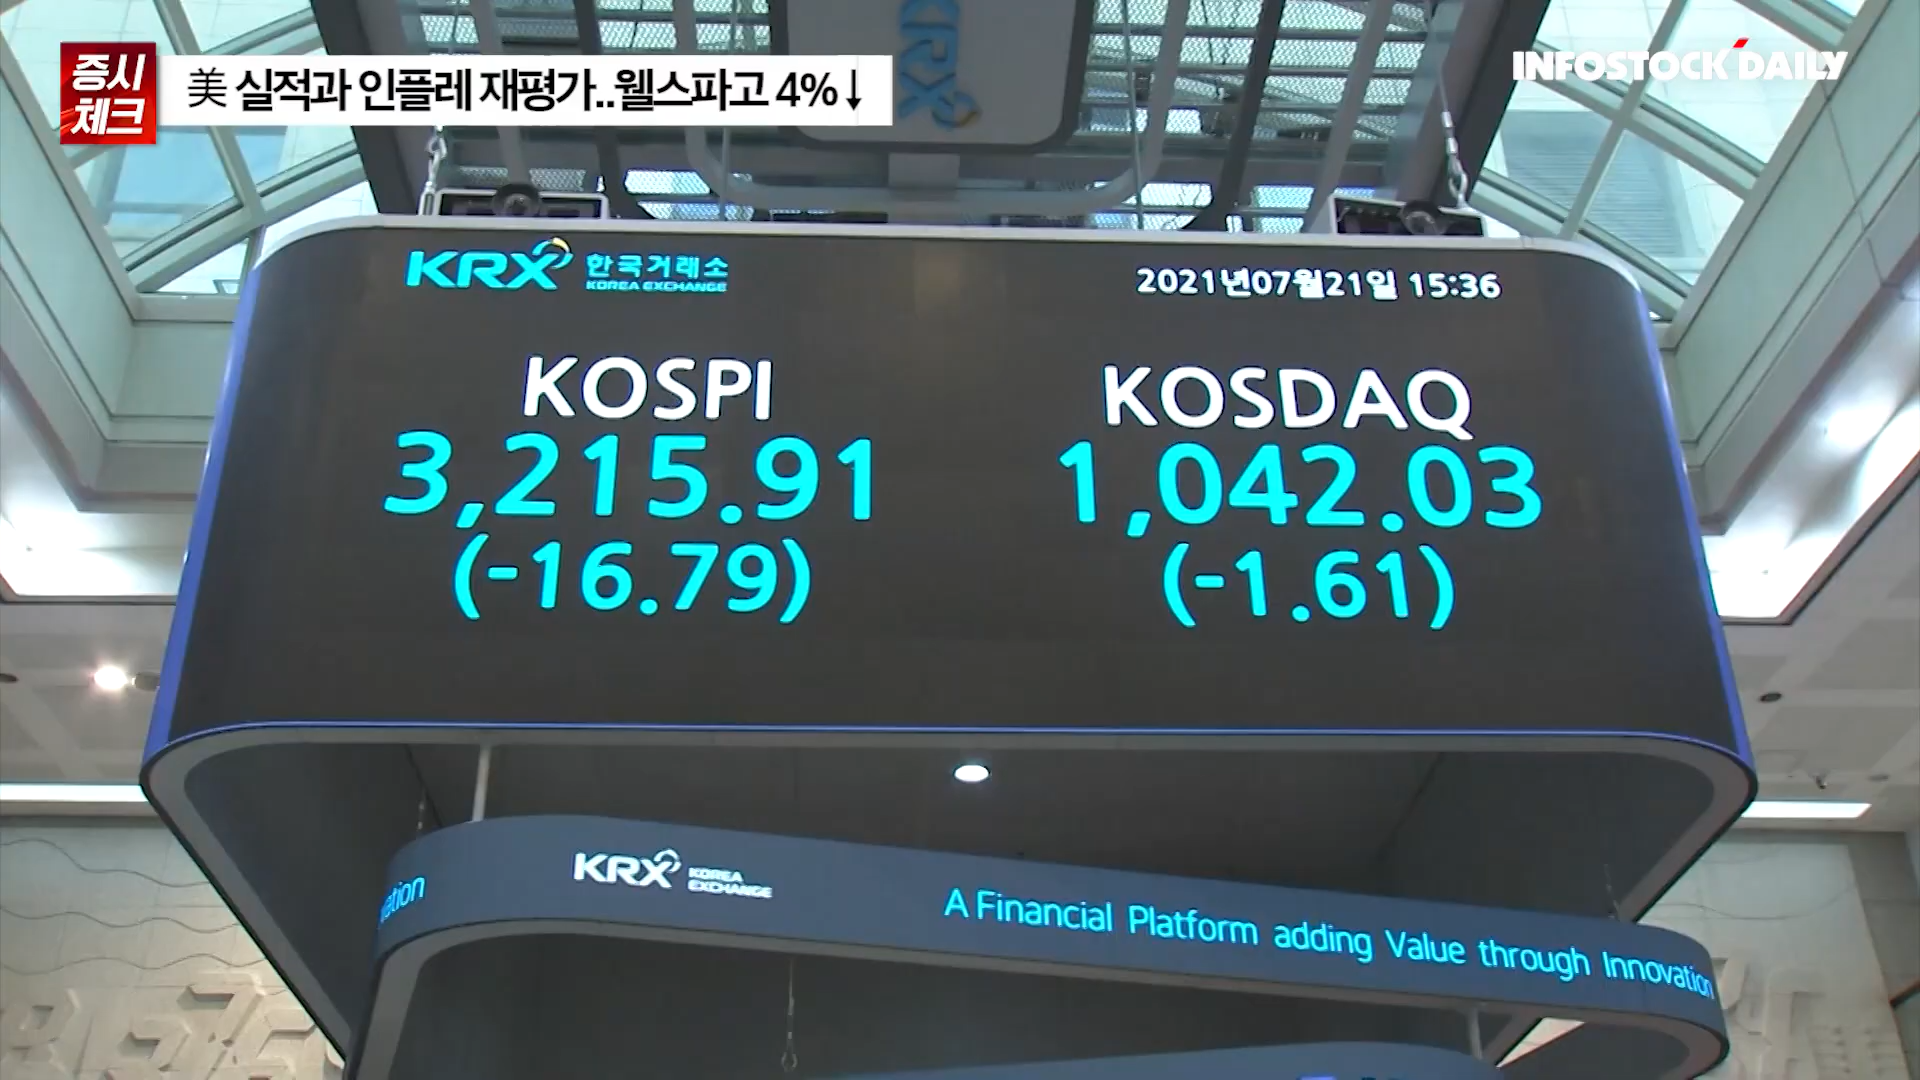 증시
체크
美 실적과 인플레 재평가..웰스파고 4%↓
INFOSTOCK DAILY
KRX
KRX 한국거래소
KOREA EXCHANGE
2021년07월21일 15:36
KOSPI
3,215.91
(-16.79)
KOSDAQ
1,042.03
(-1.61)
KRX KOREA
EXCHANGE
A Financial Platform adding Value through Innovation